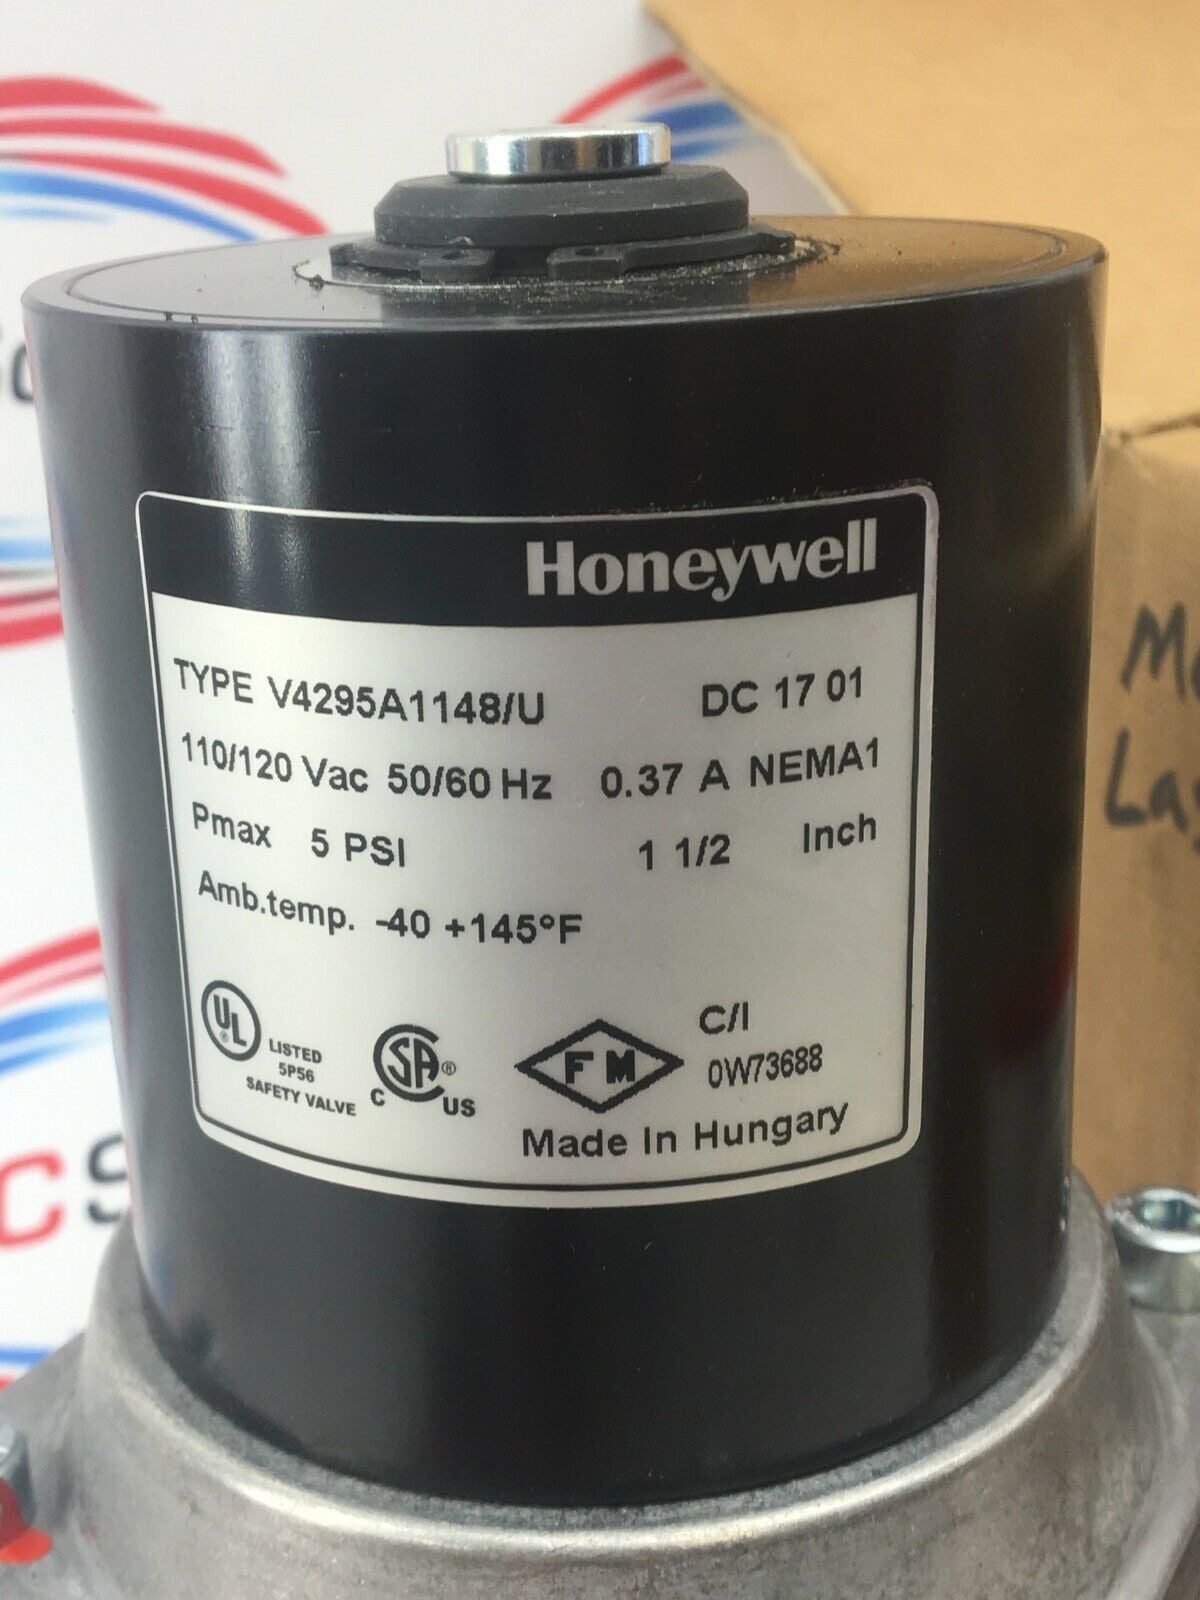 Honeywell
TYPE V4295A1148/U DC 17 01
110/120 Vac 50/60 Hz 0.37 A NEMA1
Pmax 5 PSI 1 1/2 Inch
Amb.temp. -40 +145°F
UL ® LISTED
5P56
SAFETY VALVE
C SA ® US
FM
C/I
0W73688
Made In Hungary